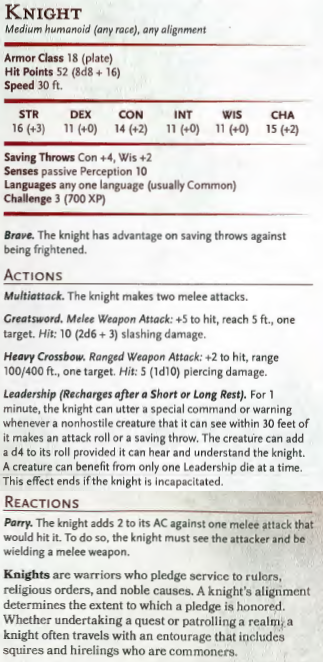 KNIGHT
Medium humanoid (any race), any alignment
Armor Class 18 (plate)
Hit Points 52 (8d8 + 16)
Speed 30 ft.
STR DEX CON INT WIS CHA
16 (+3) 11 (+0) 14 (+2) 11 (+0) 11 (+0) 15 (+2)
Saving Throws Con +4, Wis +2
Senses passive Perception 10
Languages any one language (usually Common)
Challenge 3 (700 XP)
Brave. The knight has advantage on saving throws against
being frightened.
ACTIONS
Multiattack. The knight makes two melee attacks.
Greatsword. Melee Weapon Attack: +5 to hit, reach 5 ft., one
target. Hit: 10 (2d6 + 3) slashing damage.
Heavy Crossbow. Ranged Weapon Attack: +2 to hit, range
100/400 ft., one target. Hit: 5 (1d10) piercing damage.
Leadership (Recharges after a Short or Long Rest). For 1
minute, the knight can utter a special command or warning
whenever a nonhostile creature that it can see within 30 feet of
it makes an attack roll or a saving throw. The creature can add
a d4 to its roll provided it can hear and understand the knight.
A creature can benefit from only one Leadership die at a time.
This effect ends if the knight is incapacitated.
REACTIONS
Parry. The knight adds 2 to its AC against one melee attack that
would hit it. To do so, the knight must see the attacker and be
wielding a melee weapon.
Knights are warriors who pledge service to rulers,
religious orders, and noble causes. A knight's alignment
determines the extent to which a pledge is honored.
Whether undertaking a quest or patrolling a realm, a
knight often travels with an entourage that includes
squires and hirelings who are commoners.